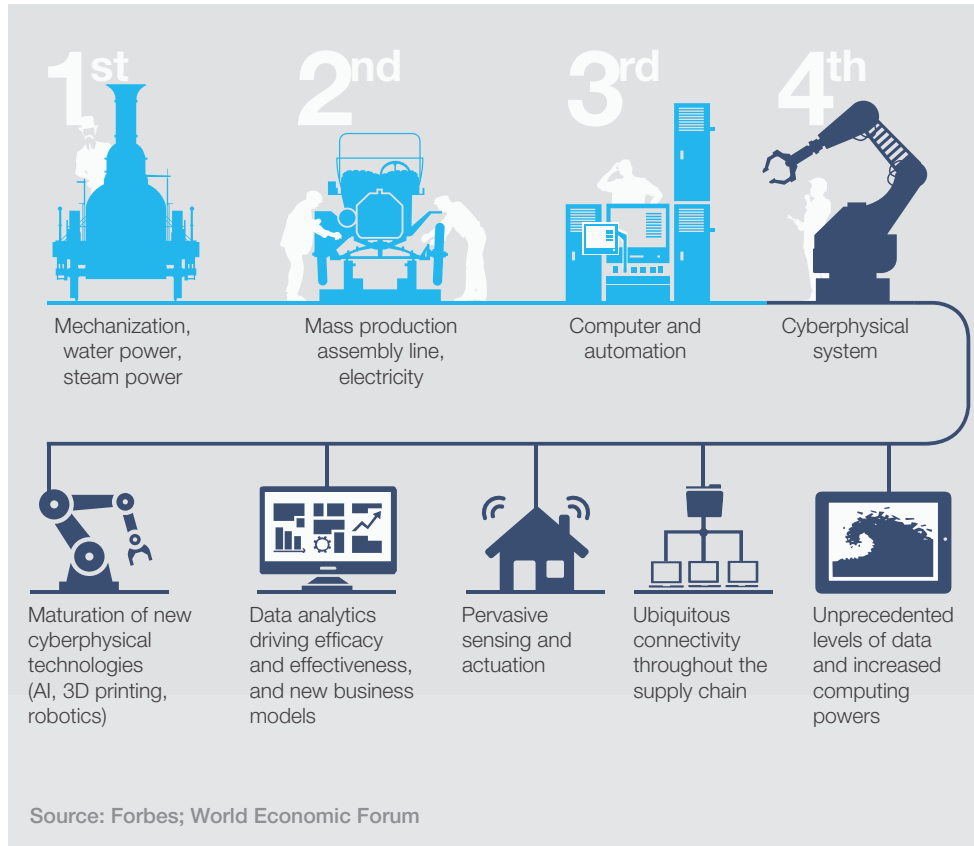 1st
2nd
3rd
4th
Mechanization,
water power,
steam power
Mass production
assembly line,
electricity
Computer and
automation
Cyberphysical
system
Maturation of new
cyberphysical
technologies
(AI, 3D printing,
robotics)
Data analytics
driving efficacy
and effectiveness,
and new business
models
Pervasive
sensing and
actuation
Ubiquitous
connectivity
throughout the
supply chain
Unprecedented
levels of data
and increased
computing
powers
Source: Forbes; World Economic Forum